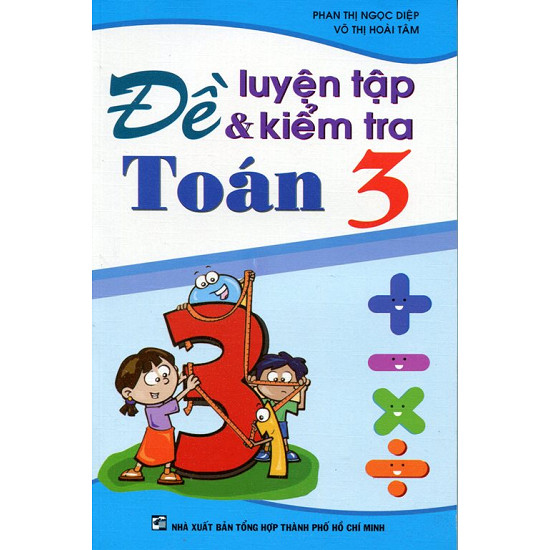 PHAN THỊ NGỌC DIỆP
VÕ THỊ HOÀI TÂM
Đề luyện tập
& kiểm tra
Toán 3
3
NHÀ XUẤT BẢN TỔNG HỢP THÀNH PHỐ HỒ CHÍ MINH